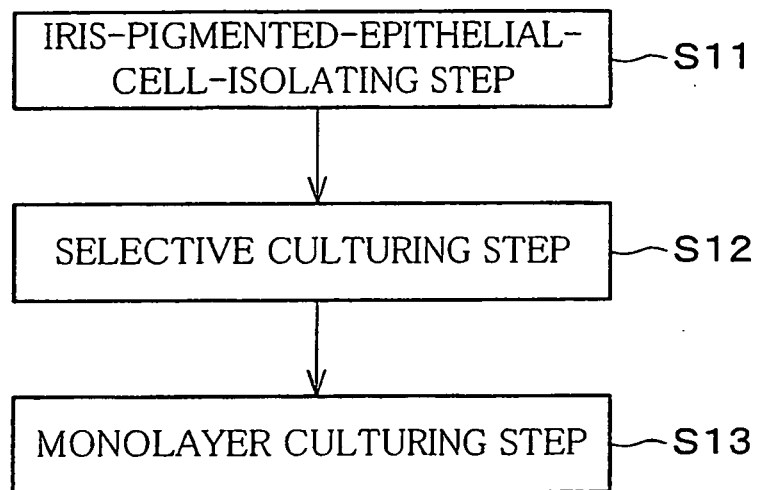 IRIS-PIGMENTED-EPITHELIAL-
CELL-ISOLATING STEP
S11
SELECTIVE CULTURING STEP
S12
MONOLAYER CULTURING STEP
S13